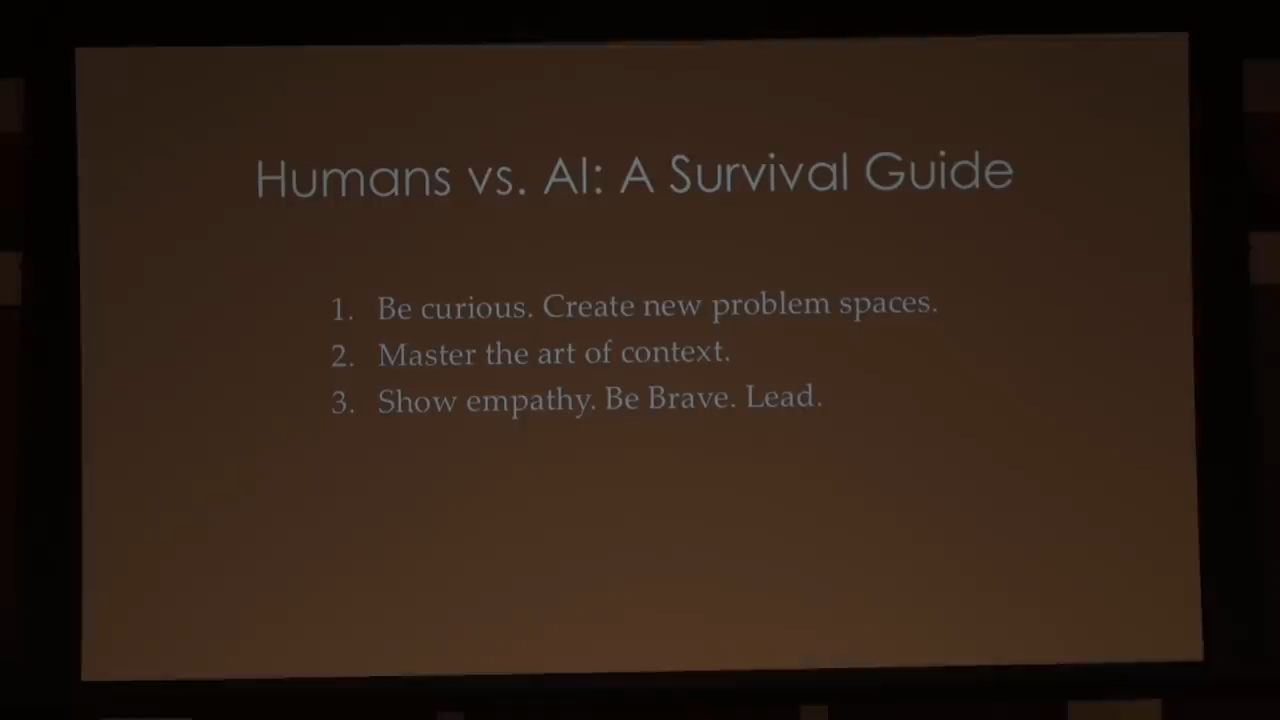 Humans vs. AI: A Survival Guide
1. Be curious. Create new problem spaces.
2. Master the art of context.
3. Show empathy. Be Brave. Lead.